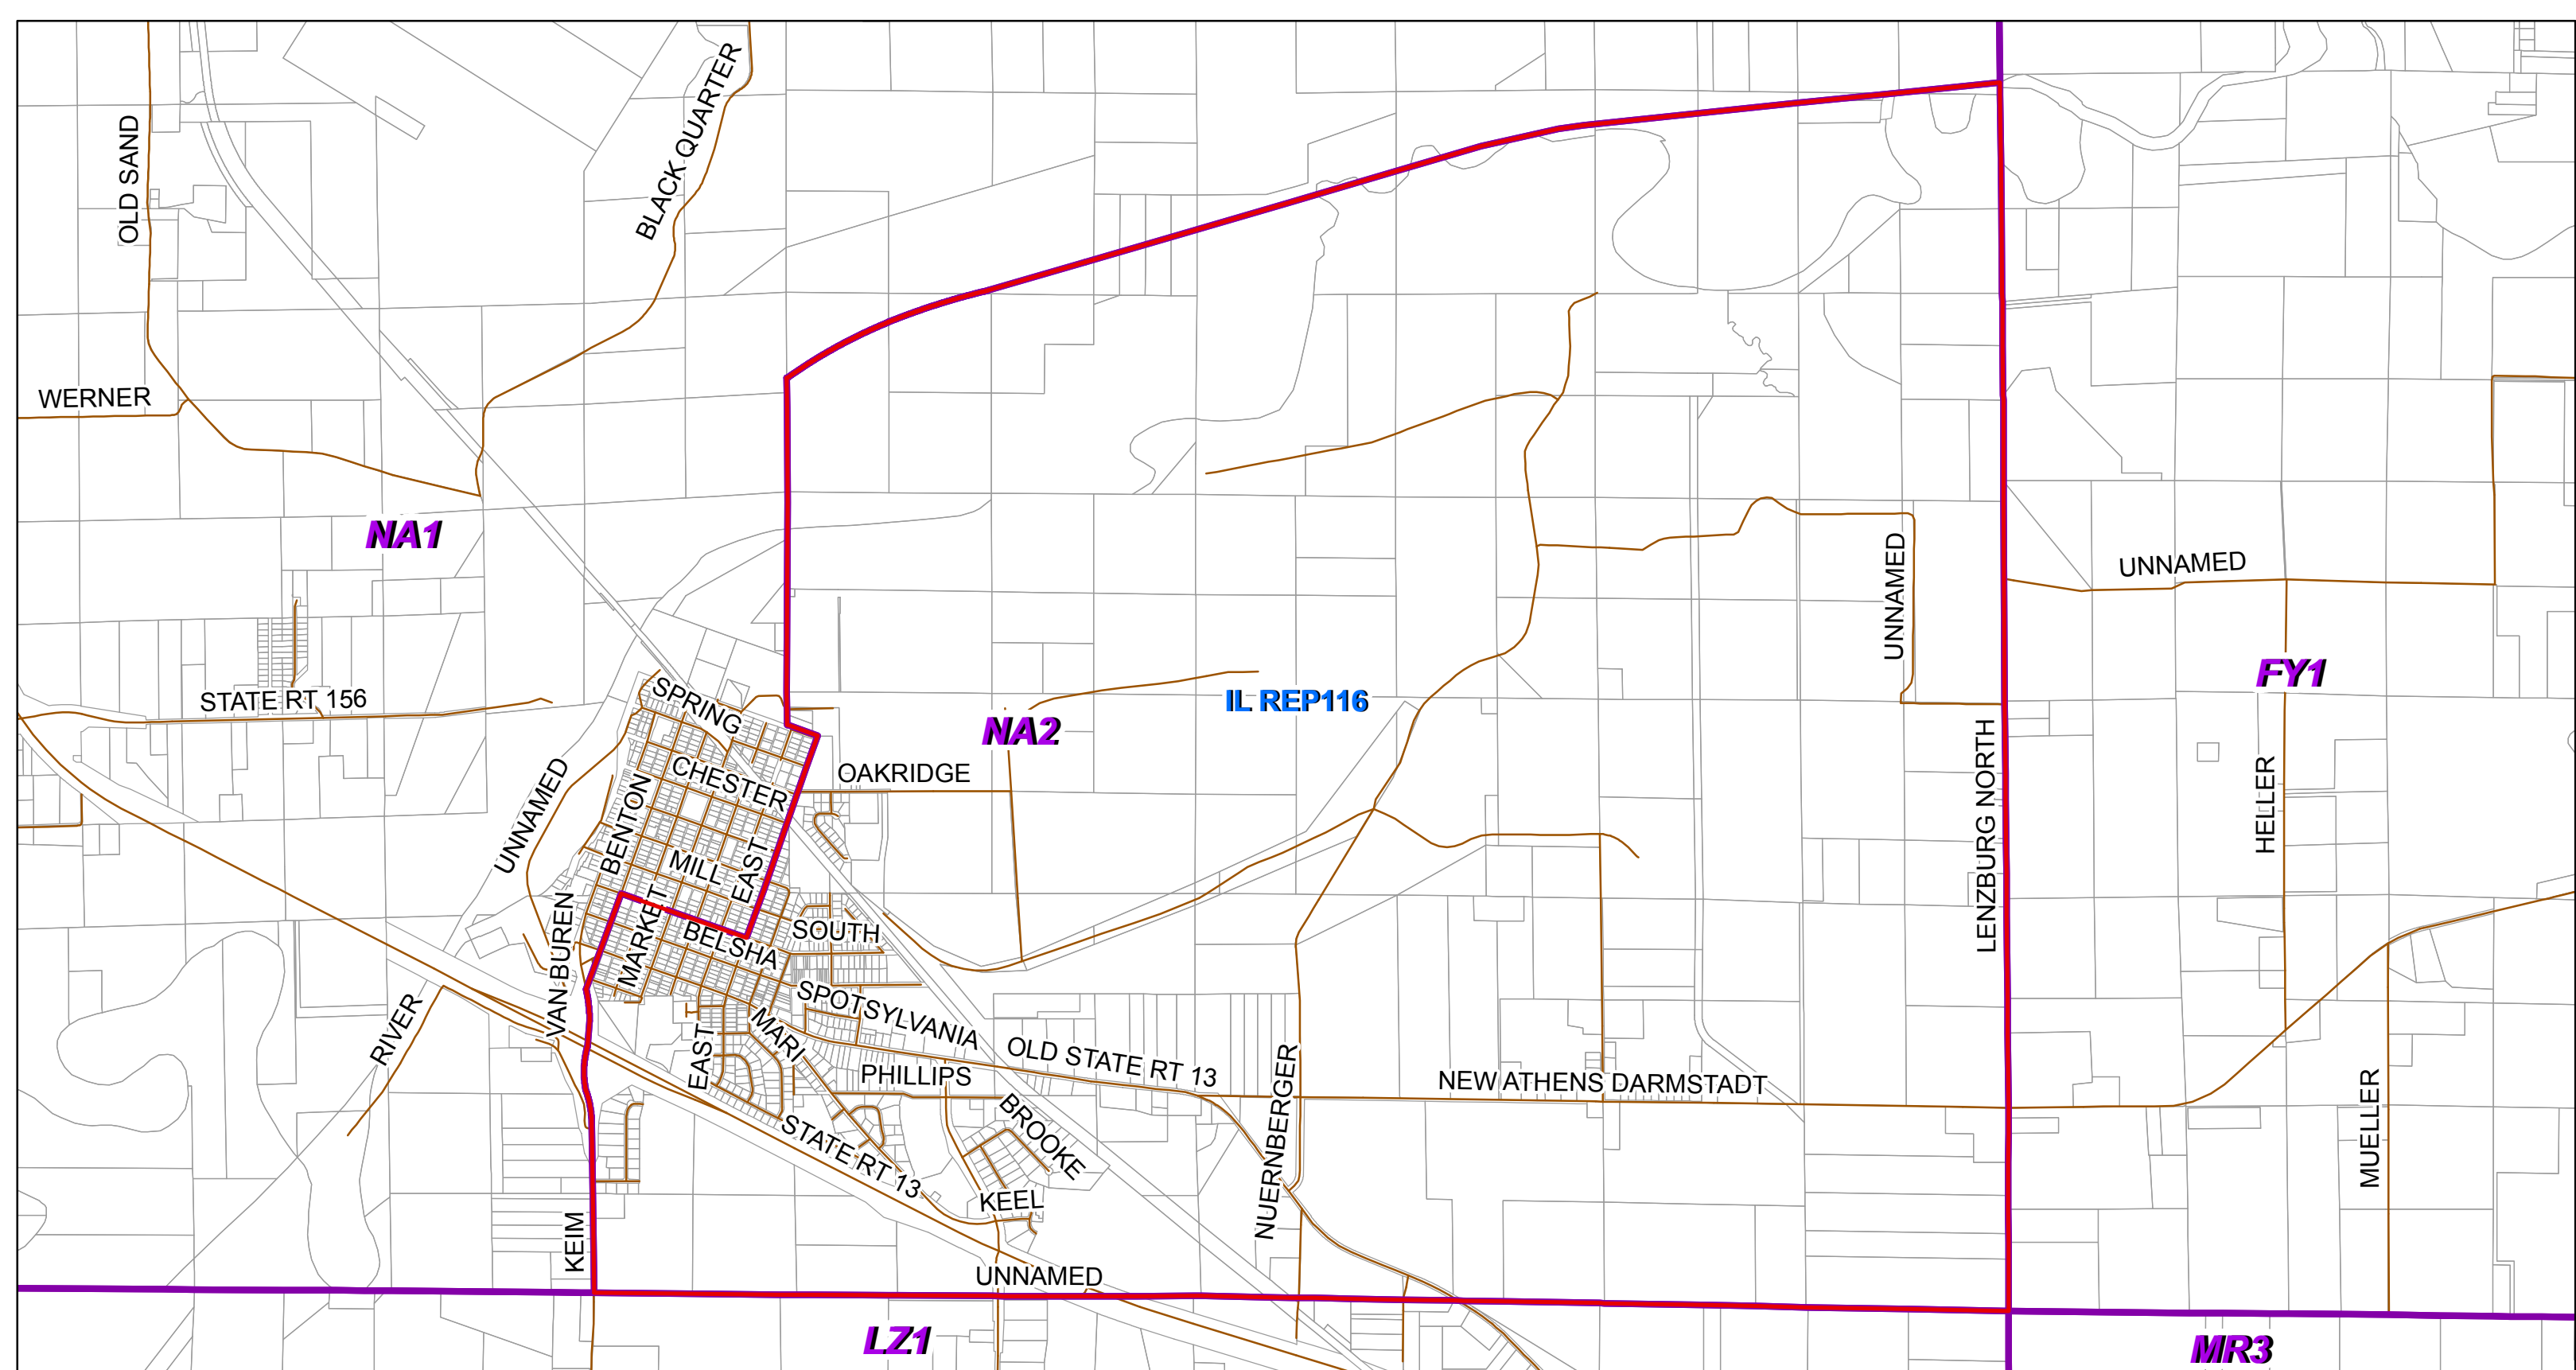 OLD SAND
BLACK QUARTER
WERNER
NA1
UNNAMED
UNNAMED
STATE RT 156
SPRING
IL REP116
NA2
FY1
LENZBURG NORTH
HELLER
OAKRIDGE
CHESTER
BENTON
UNNAMED
MILL
EAST
MARKET
VAN BUREN
BELSHA
SOUTH
RIVER
SPOTSYLVANIA
MARI
EAST
OLD STATE RT 13
PHILLIPS
NUERNBERGER
NEW ATHENS DARMSTADT
MUELLER
BROOKE
STATE RT 13
KEEL
KEIM
UNNAMED
LZ1
MR3